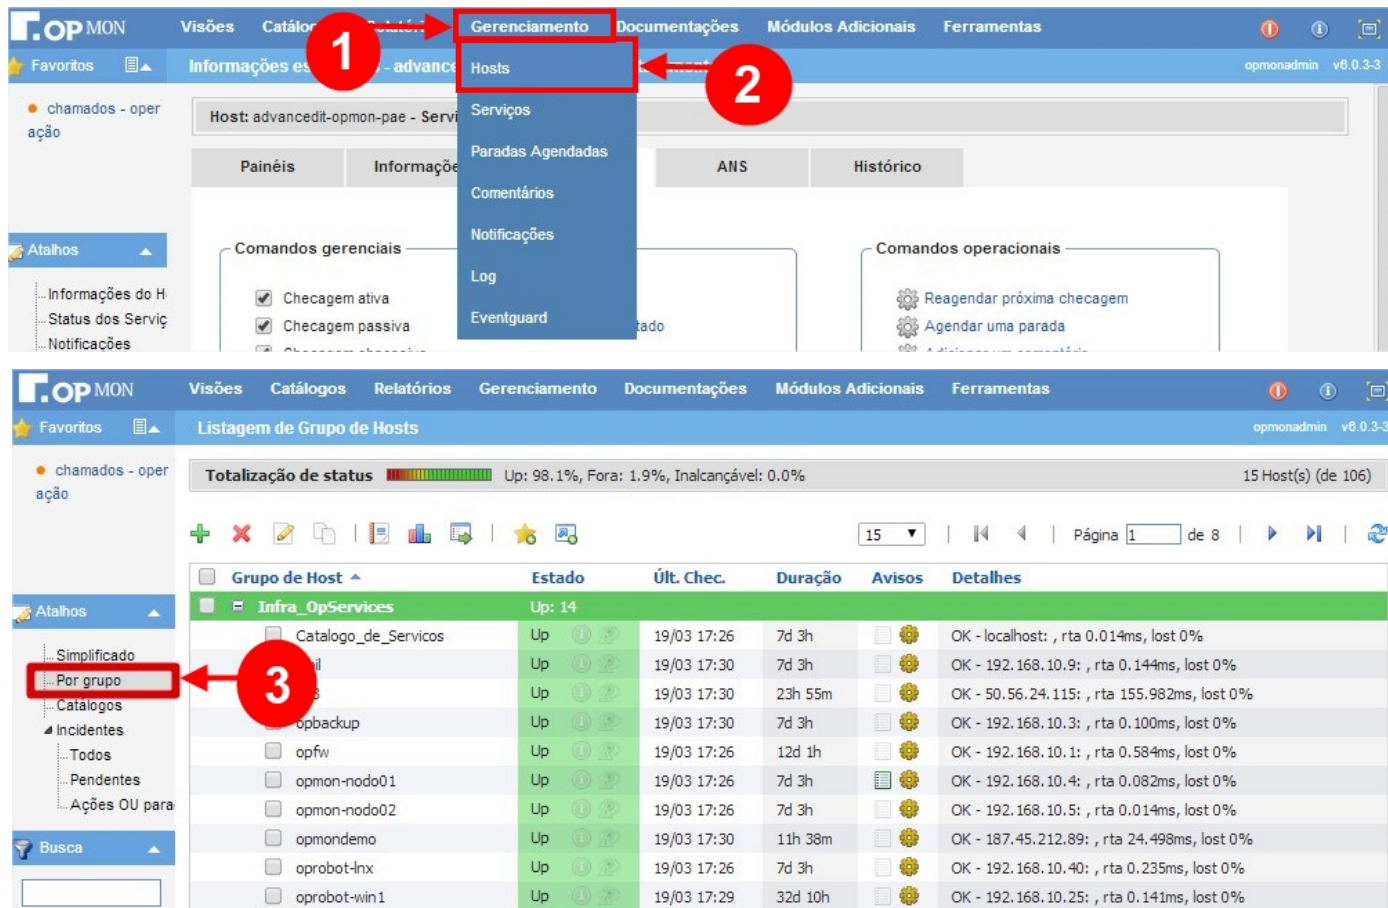 OPMON Visões Gerenciamento Documentações Módulos Adicionais Ferramentas
1
Favoritos
Informações Hosts
opmonadmin v6.0.3-3
2
chamados - oper
ação
Host: advancedit-opmon-pae - Serviços
Paradas Agendadas
Painéis ANS Histórico
Comentários
Notificações
Atalhos
Comandos gerenciais Comandos operacionais
Log
Informações do H
Checagem ativa
Reagendar próxima checagem
Status dos Serviç
Checagem passiva
Eventguard
tado
Agendar uma parada
Notificações
OPMON Visões Catálogos Relatórios Gerenciamento Documentações Módulos Adicionais Ferramentas
Favoritos
Listagem de Grupo de Hosts
opmonadmin v6.0.3-3
chamados - oper
ação
Totalização de status Up: 98.1%, Fora: 1.9%, Inalcançável: 0.0% 15 Host(s) (de 106)
15 Página 1 de 8
Grupo de Host Estado Últ. Chec. Duração Avisos Detalhes
Atalhos
Infra_OpServices Up: 14
Catalogo_de_Servicos Up 19/03 17:26 7d 3h OK - localhost: , rta 0.014ms, lost 0%
Simplificado
Up 19/03 17:30 7d 3h OK - 192.168.10.9: , rta 0.144ms, lost 0%
Por grupo
3
Up 19/03 17:30 23h 55m OK - 50.56.24.115: , rta 155.982ms, lost 0%
Catálogos
opbackup Up 19/03 17:30 7d 3h OK - 192.168.10.3: , rta 0.100ms, lost 0%
Incidentes
opfw Up 19/03 17:26 12d 1h OK - 192.168.10.1: , rta 0.584ms, lost 0%
Todos
opmon-nodo01 Up 19/03 17:26 7d 3h OK - 192.168.10.4: , rta 0.082ms, lost 0%
Pendentes
opmon-nodo02 Up 19/03 17:26 7d 3h OK - 192.168.10.5: , rta 0.014ms, lost 0%
Ações OU para
opmondemo Up 19/03 17:30 11h 38m OK - 187.45.212.89: , rta 24.498ms, lost 0%
Busca
oprobot-lnx Up 19/03 17:26 7d 3h OK - 192.168.10.40: , rta 0.235ms, lost 0%
oprobot-win1 Up 19/03 17:29 32d 10h OK - 192.168.10.25: , rta 0.141ms, lost 0%